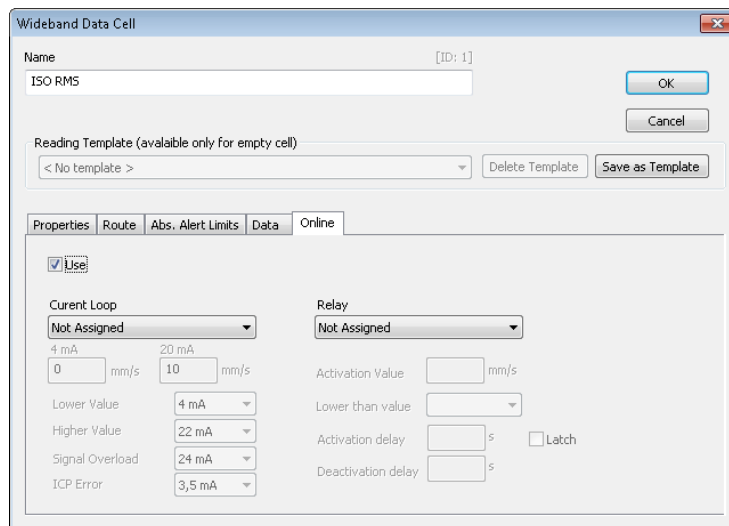 Wideband Data Cell
Name [ID: 1]
ISO RMS
OK
Cancel
Reading Template (avalaible only for empty cell)
< No template > Delete Template Save as Template
Properties Route Abs. Alert Limits Data Online
Use
Curent Loop Relay
Not Assigned Not Assigned
4 mA 20 mA
0 mm/s 10 mm/s Activation Value mm/s
Lower Value 4 mA Lower than value
Higher Value 22 mA Activation delay s Latch
Signal Overload 24 mA Deactivation delay s
ICP Error 3,5 mA